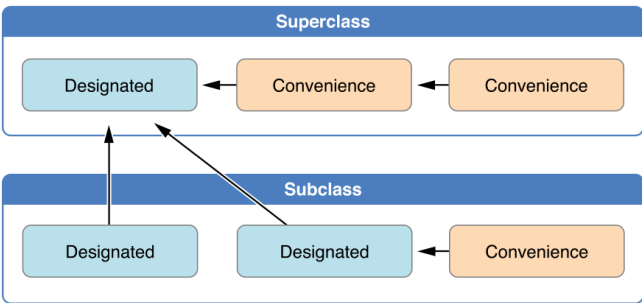 Superclass
Designated
Convenience
Convenience
Subclass
Designated
Designated
Convenience